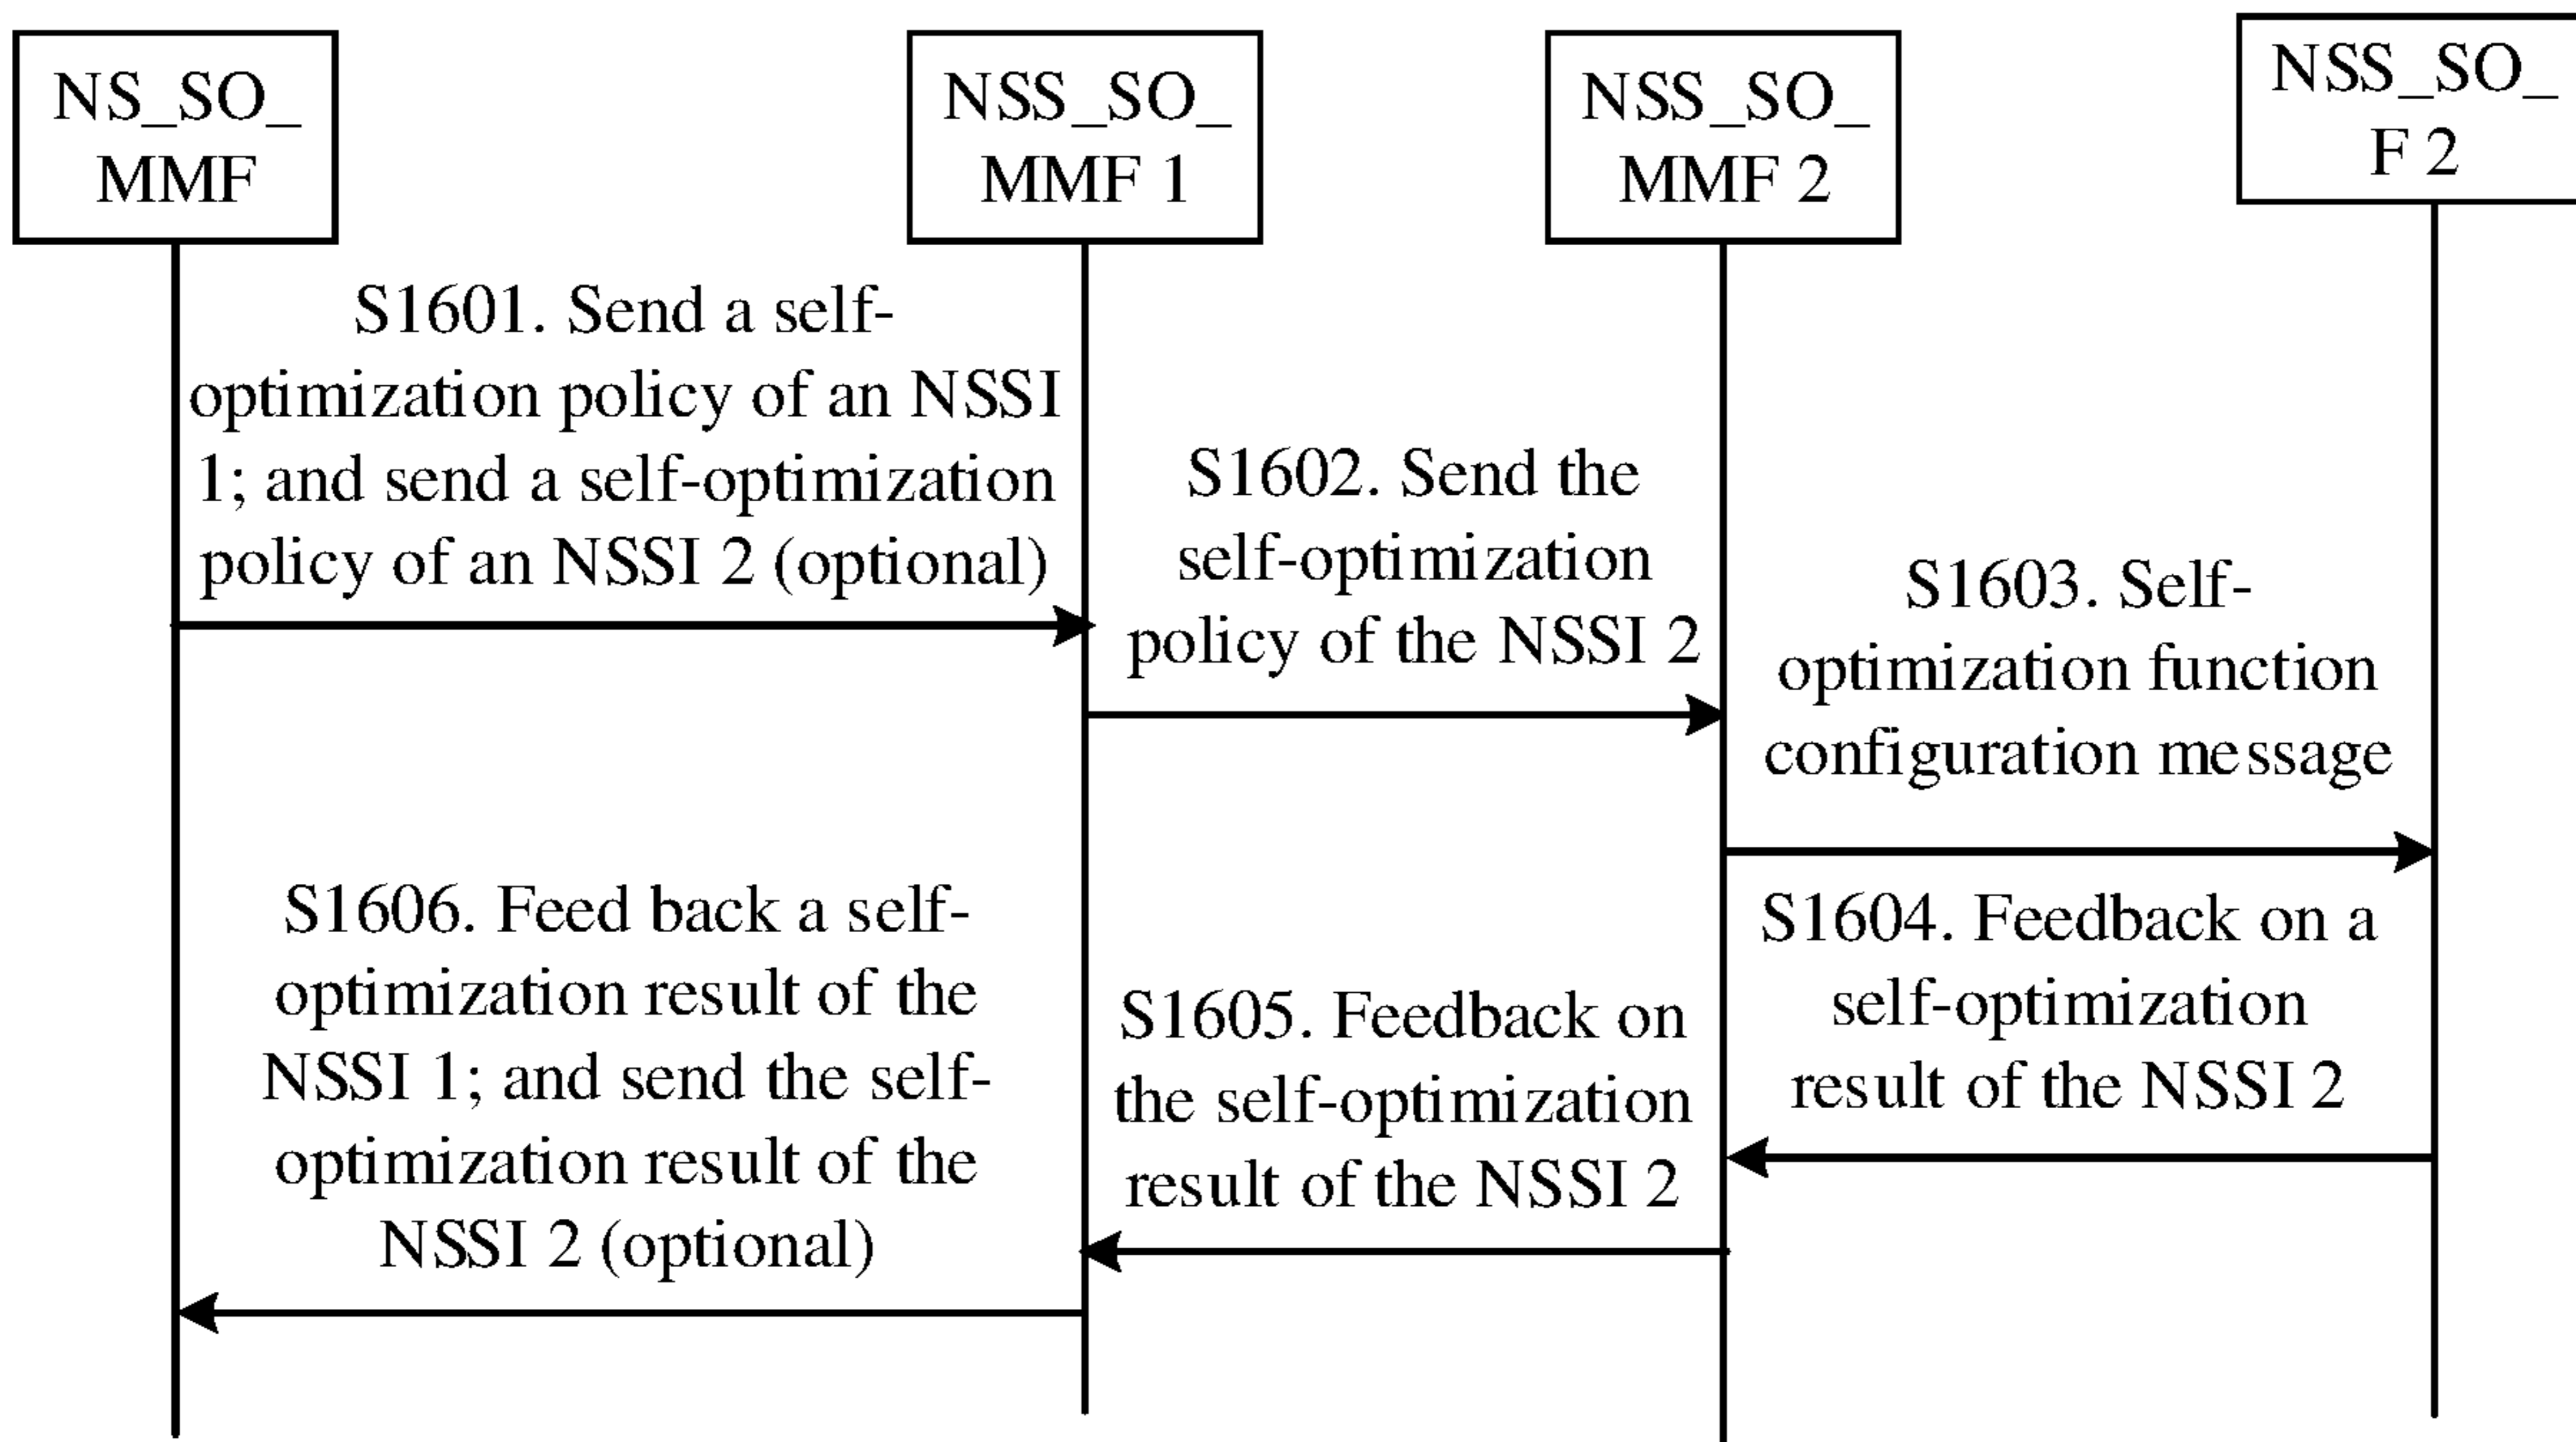 NS_SO_
MMF
NSS_SO_
MMF 1
NSS_SO_
MMF 2
NSS_SO_
F 2
S1601. Send a self-
optimization policy of an NSSI
1; and send a self-optimization
policy of an NSSI 2 (optional)
S1602. Send the
self-optimization
policy of the NSSI 2
S1603. Self-
optimization function
configuration message
S1604. Feedback on a
self-optimization
result of the NSSI 2
S1605. Feedback on
the self-optimization
result of the NSSI 2
S1606. Feed back a self-
optimization result of the
NSSI 1; and send the self-
optimization result of the
NSSI 2 (optional)